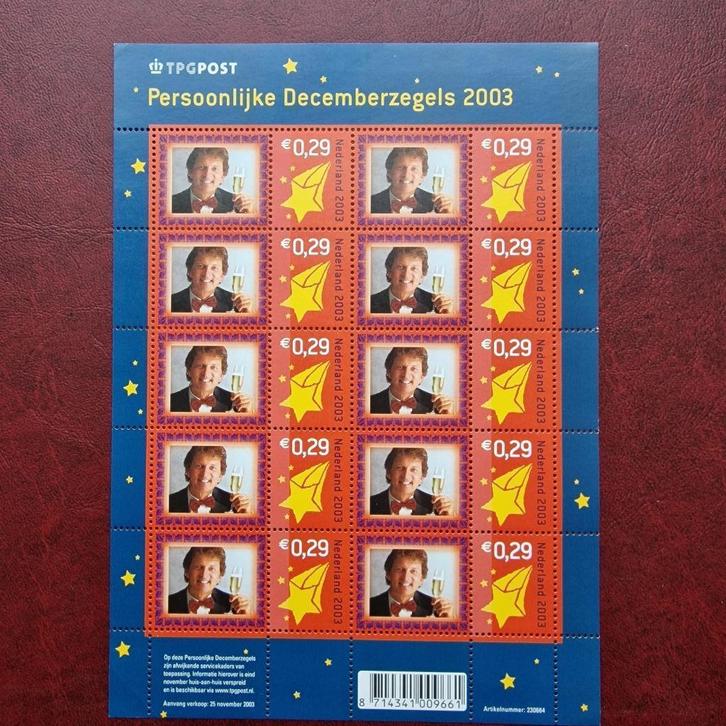 TPGPOST
Persoonlijke Decemberzegels 2003
€0,29 Nederland 2003
€0,29 Nederland 2003
€0,29 Nederland 2003
€0,29 Nederland 2003
€0,29 Nederland 2003
€0,29 Nederland 2003
€0,29 Nederland 2003
€0,29 Nederland 2003
€0,29 Nederland 2003
€0,29 Nederland 2003
Op deze Persoonlijke Decemberzegels
zijn afwijkende servicekaders van
toepassing. Informatie hierover is eind
november huis-aan-huis verspreid
en is beschikbaar via www.tpgpost.nl.
Aanvang verkoop: 25 november 2003
8 714341 009661
Artikelnummer: 230664